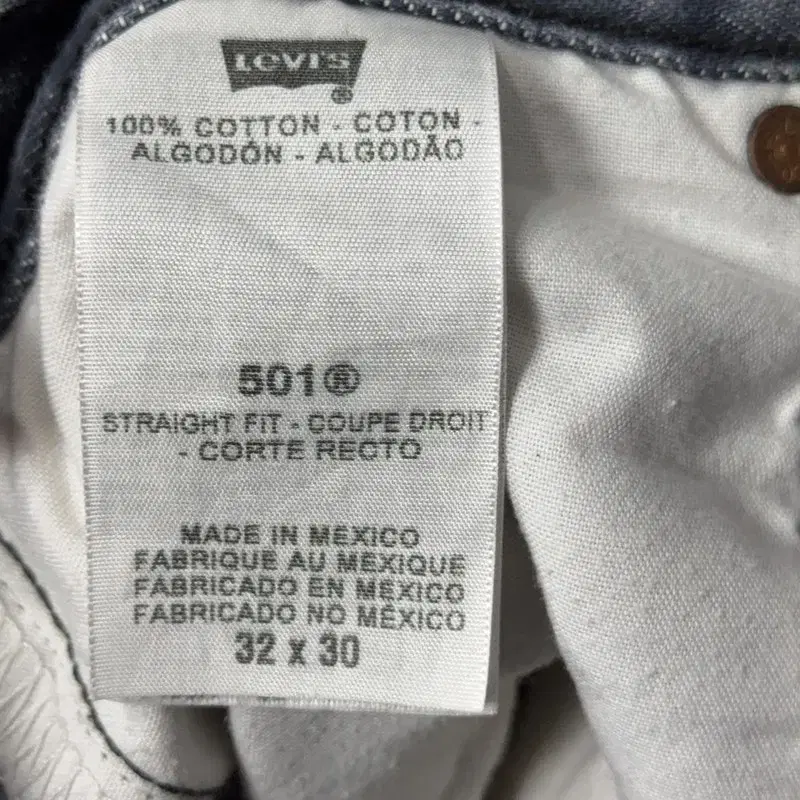 Levi's
®
100% COTTON - COTON -
ALGODÓN - ALGODÃO
501®
STRAIGHT FIT - COUPE DROIT
- CORTE RECTO
MADE IN MEXICO
FABRIQUE AU MEXIQUE
FABRICADO EN MEXICO
FABRICADO NO MÉXICO
32 x 30